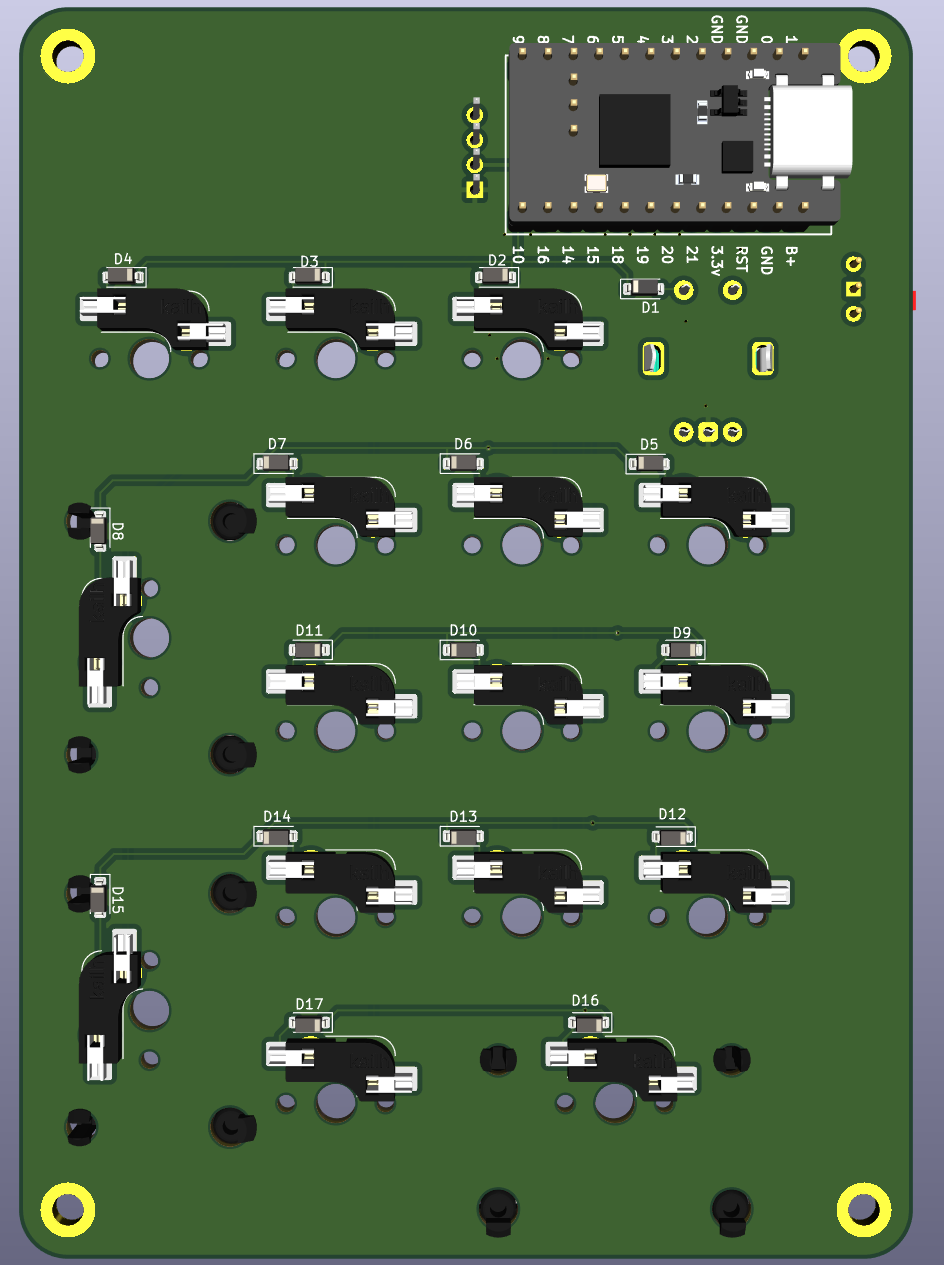 9 8 7 6 5 4 3 2 GND GND 0 1
10 16 14 15 18 19 20 21 3.3v RST GND B+
D4 D3 D2 D1
D7 D6 D5
D8
D11 D10 D9
D14 D13 D12
D15
D17 D16